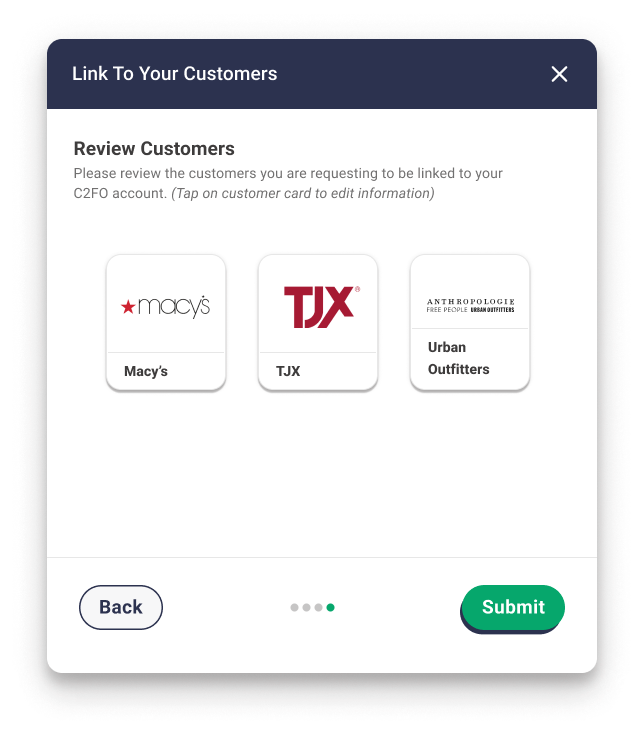 Link To Your Customers
Review Customers
Please review the customers you are requesting to be linked to your
C2FO account. (Tap on customer card to edit information)
★macy's
TJX®
ANTHROPOLOGIE
FREE PEOPLE URBAN OUTFITTERS
Macy’s
TJX
Urban
Outfitters
Back
Submit